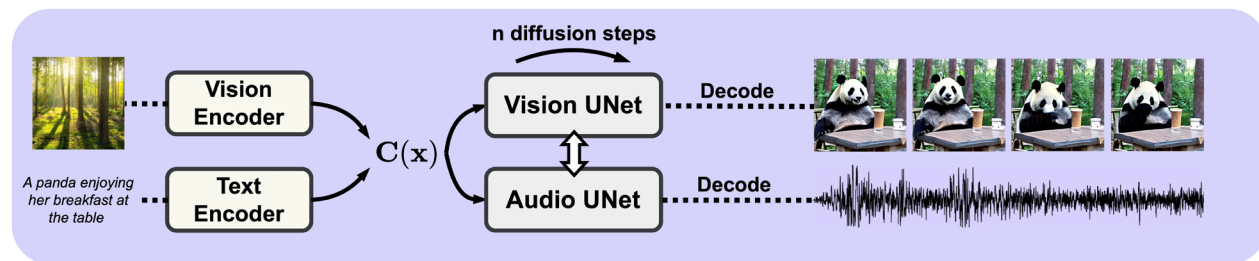 n diffusion steps
Vision
Encoder
Vision UNet
Decode
C(x)
A panda enjoying
her breakfast at
the table
Text
Encoder
Audio UNet
Decode